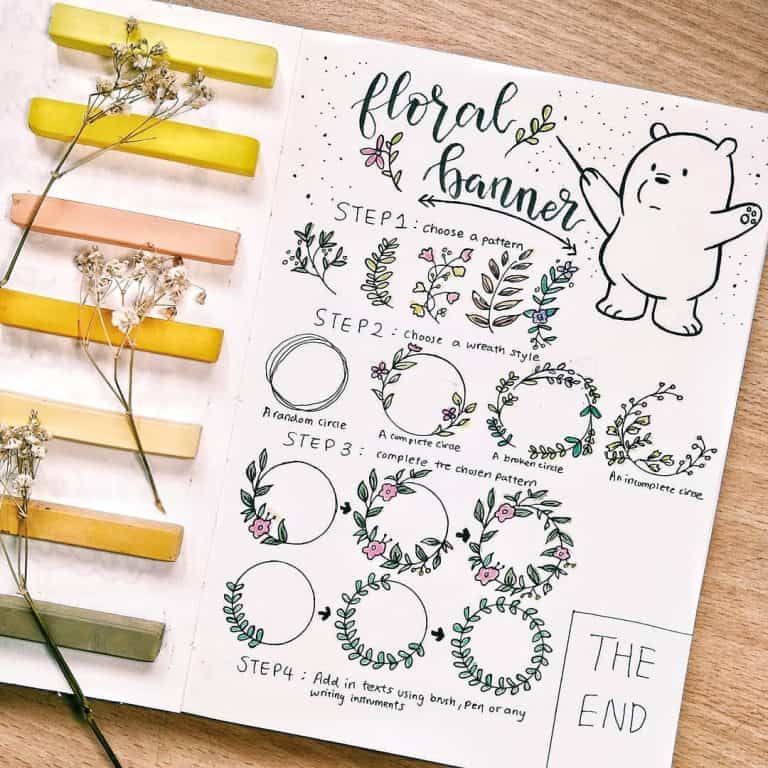 floral
banner
STEP 1 : choose a pattern
STEP 2 : choose a wreath style
A random circle
A complete circle
A broken circle
An incomplete circle
STEP 3 : complete the chosen pattern
STEP 4 : Add in texts using brush, pen or any
writing instruments
THE
END